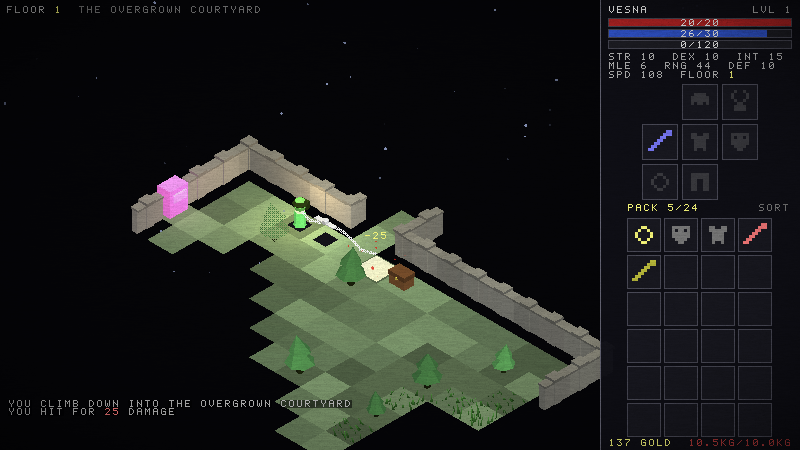 FLOOR 1 THE OVERGROWN COURTYARD
-25
YOU CLIMB DOWN INTO THE OVERGROWN COURTYARD
YOU HIT FOR 25 DAMAGE
VESNA LVL 1
20/20
26/30
0/120
STR 10 DEX 10 INT 15
MLE 6 RNG 44 DEF 10
SPD 108 FLOOR 1
PACK 5/24 SORT
137 GOLD 10.5KG/10.0KG